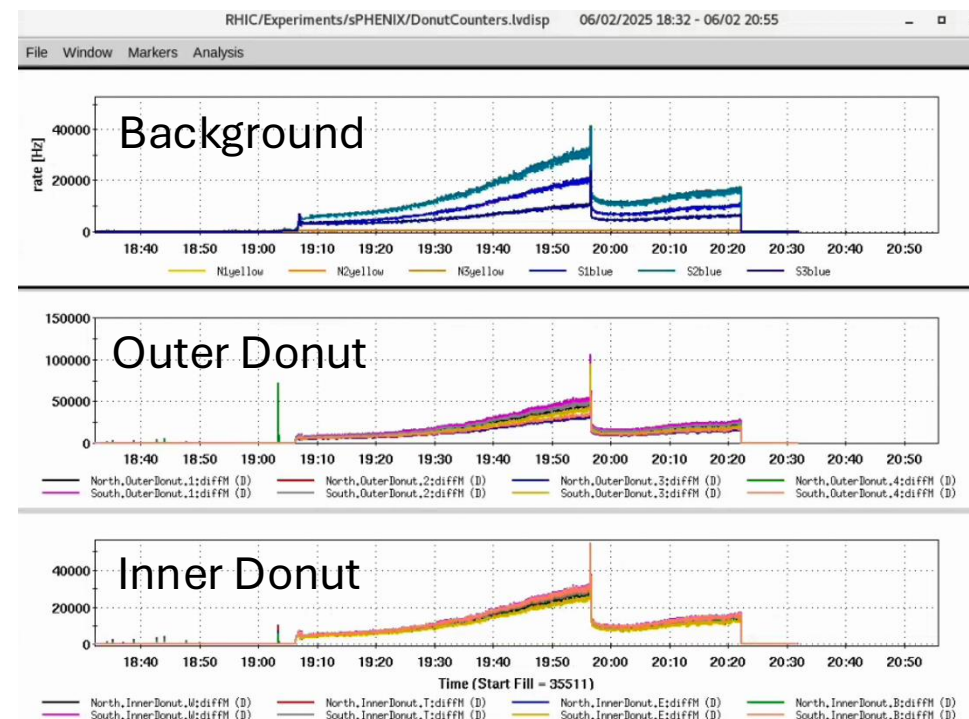 RHIC/Experiments/sPHENIX/DonutCounters.lvdisp 06/02/2025 18:32 - 06/02 20:55
File Window Markers Analysis
Background
rate [Hz]
40000
20000
0
18:40 18:50 19:00 19:10 19:20 19:30 19:40 19:50 20:00 20:10 20:20 20:30 20:40 20:50
N1yellow N2yellow N3yellow S1blue S2blue S3blue
Outer Donut
150000
100000
50000
0
18:40 18:50 19:00 19:10 19:20 19:30 19:40 19:50 20:00 20:10 20:20 20:30 20:40 20:50
North.OuterDonut.1:diffM (D) North.OuterDonut.2:diffM (D) North.OuterDonut.3:diffM (D) North.OuterDonut.4:diffM (D)
South.OuterDonut.1:diffM (D) South.OuterDonut.2:diffM (D) South.OuterDonut.3:diffM (D) South.OuterDonut.4:diffM (D)
Inner Donut
40000
20000
0
18:40 18:50 19:00 19:10 19:20 19:30 19:40 19:50 20:00 20:10 20:20 20:30 20:40 20:50
Time (Start Fill = 35511)
North.InnerDonut.W:diffM (D) North.InnerDonut.T:diffM (D) North.InnerDonut.E:diffM (D) North.InnerDonut.B:diffM (D)
South.InnerDonut.W:diffM (D) South.InnerDonut.T:diffM (D) South.InnerDonut.E:diffM (D) South.InnerDonut.B:diffM (D)